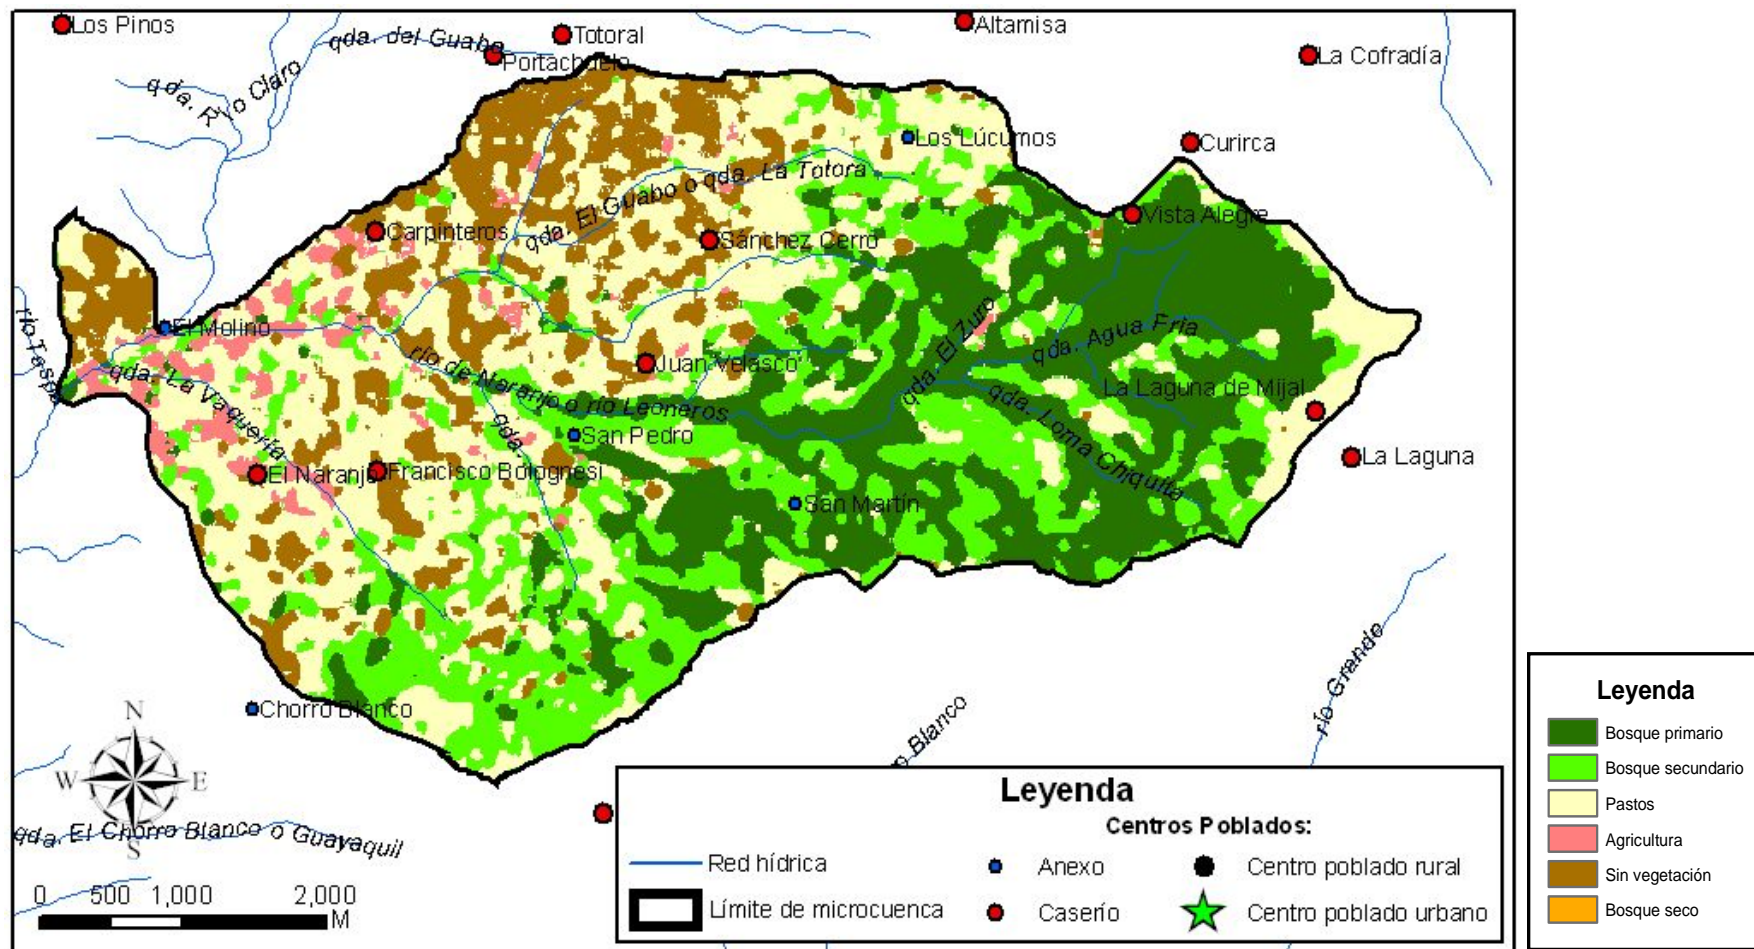 Los Pinos
Totoral
Altamisa
qda. del Guabo
Portachuelo
La Cofradía
qda. Río Claro
Los Lúcumos
Curirca
qda. El Guabo o qda. La Totora
Vista Alegre
Carpinteros
Sánchez Cerro
río Taspa
El Molino
qda. El Zuro
qda. Agua Fria
río de Naranjo o río Leoneros
Juan Velasco
qda. La Vaquería
La Laguna de Mijal
qda. Loma Chiquita
qda.
San Pedro
La Laguna
El Naranjo
Francisco Bolognesi
San Martín
río Grande
Chorro Blanco
o Blanco
N
W E
S
qda. El Chorro Blanco o Guayaquil
0 500 1,000 2,000
M
Leyenda
Centros Poblados:
Red hídrica
Anexo
Centro poblado rural
Límite de microcuenca
Caserío
Centro poblado urbano
Leyenda
Bosque primario
Bosque secundario
Pastos
Agricultura
Sin vegetación
Bosque seco